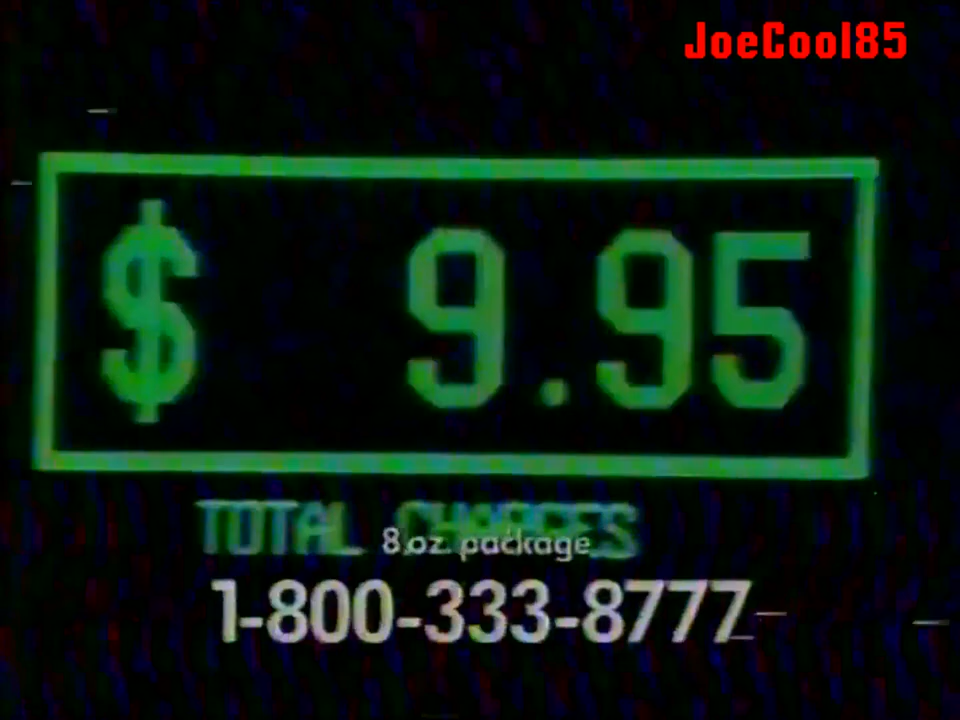 JoeCool85
$ 9.95
TOTAL CHARGES
8 oz. package
1-800-333-8777